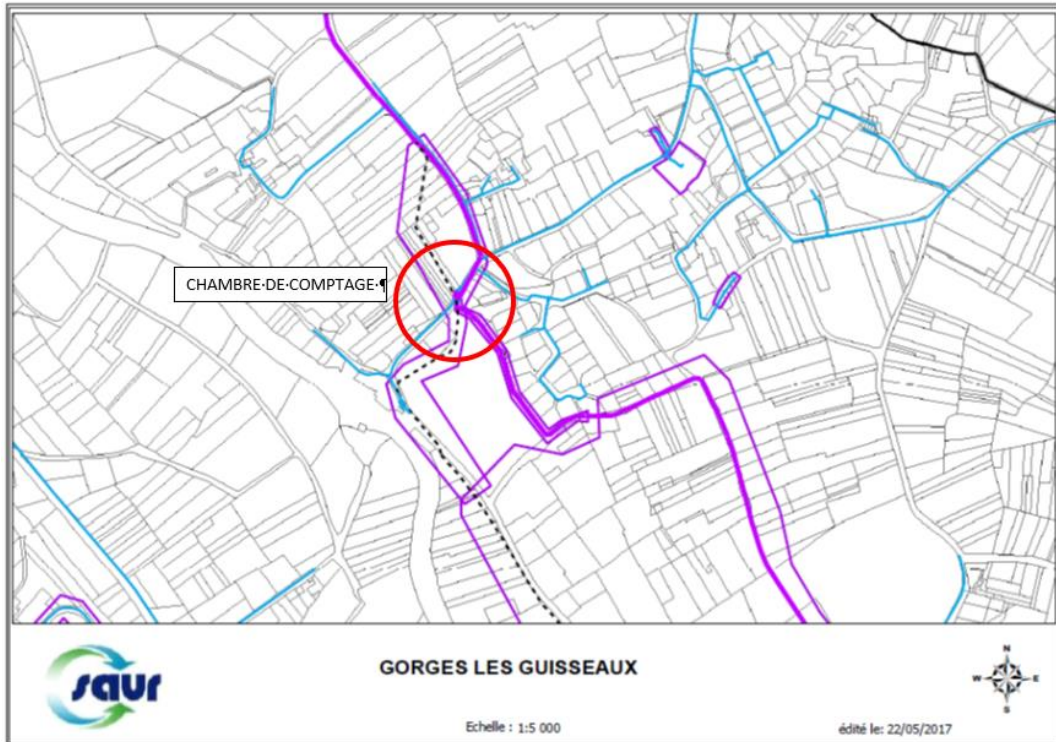 CHAMBRE·DE·COMPTAGE·¶
saur
GORGES LES GUISSEAUX
N
W E
S
Echelle : 1:5 000
édité le: 22/05/2017